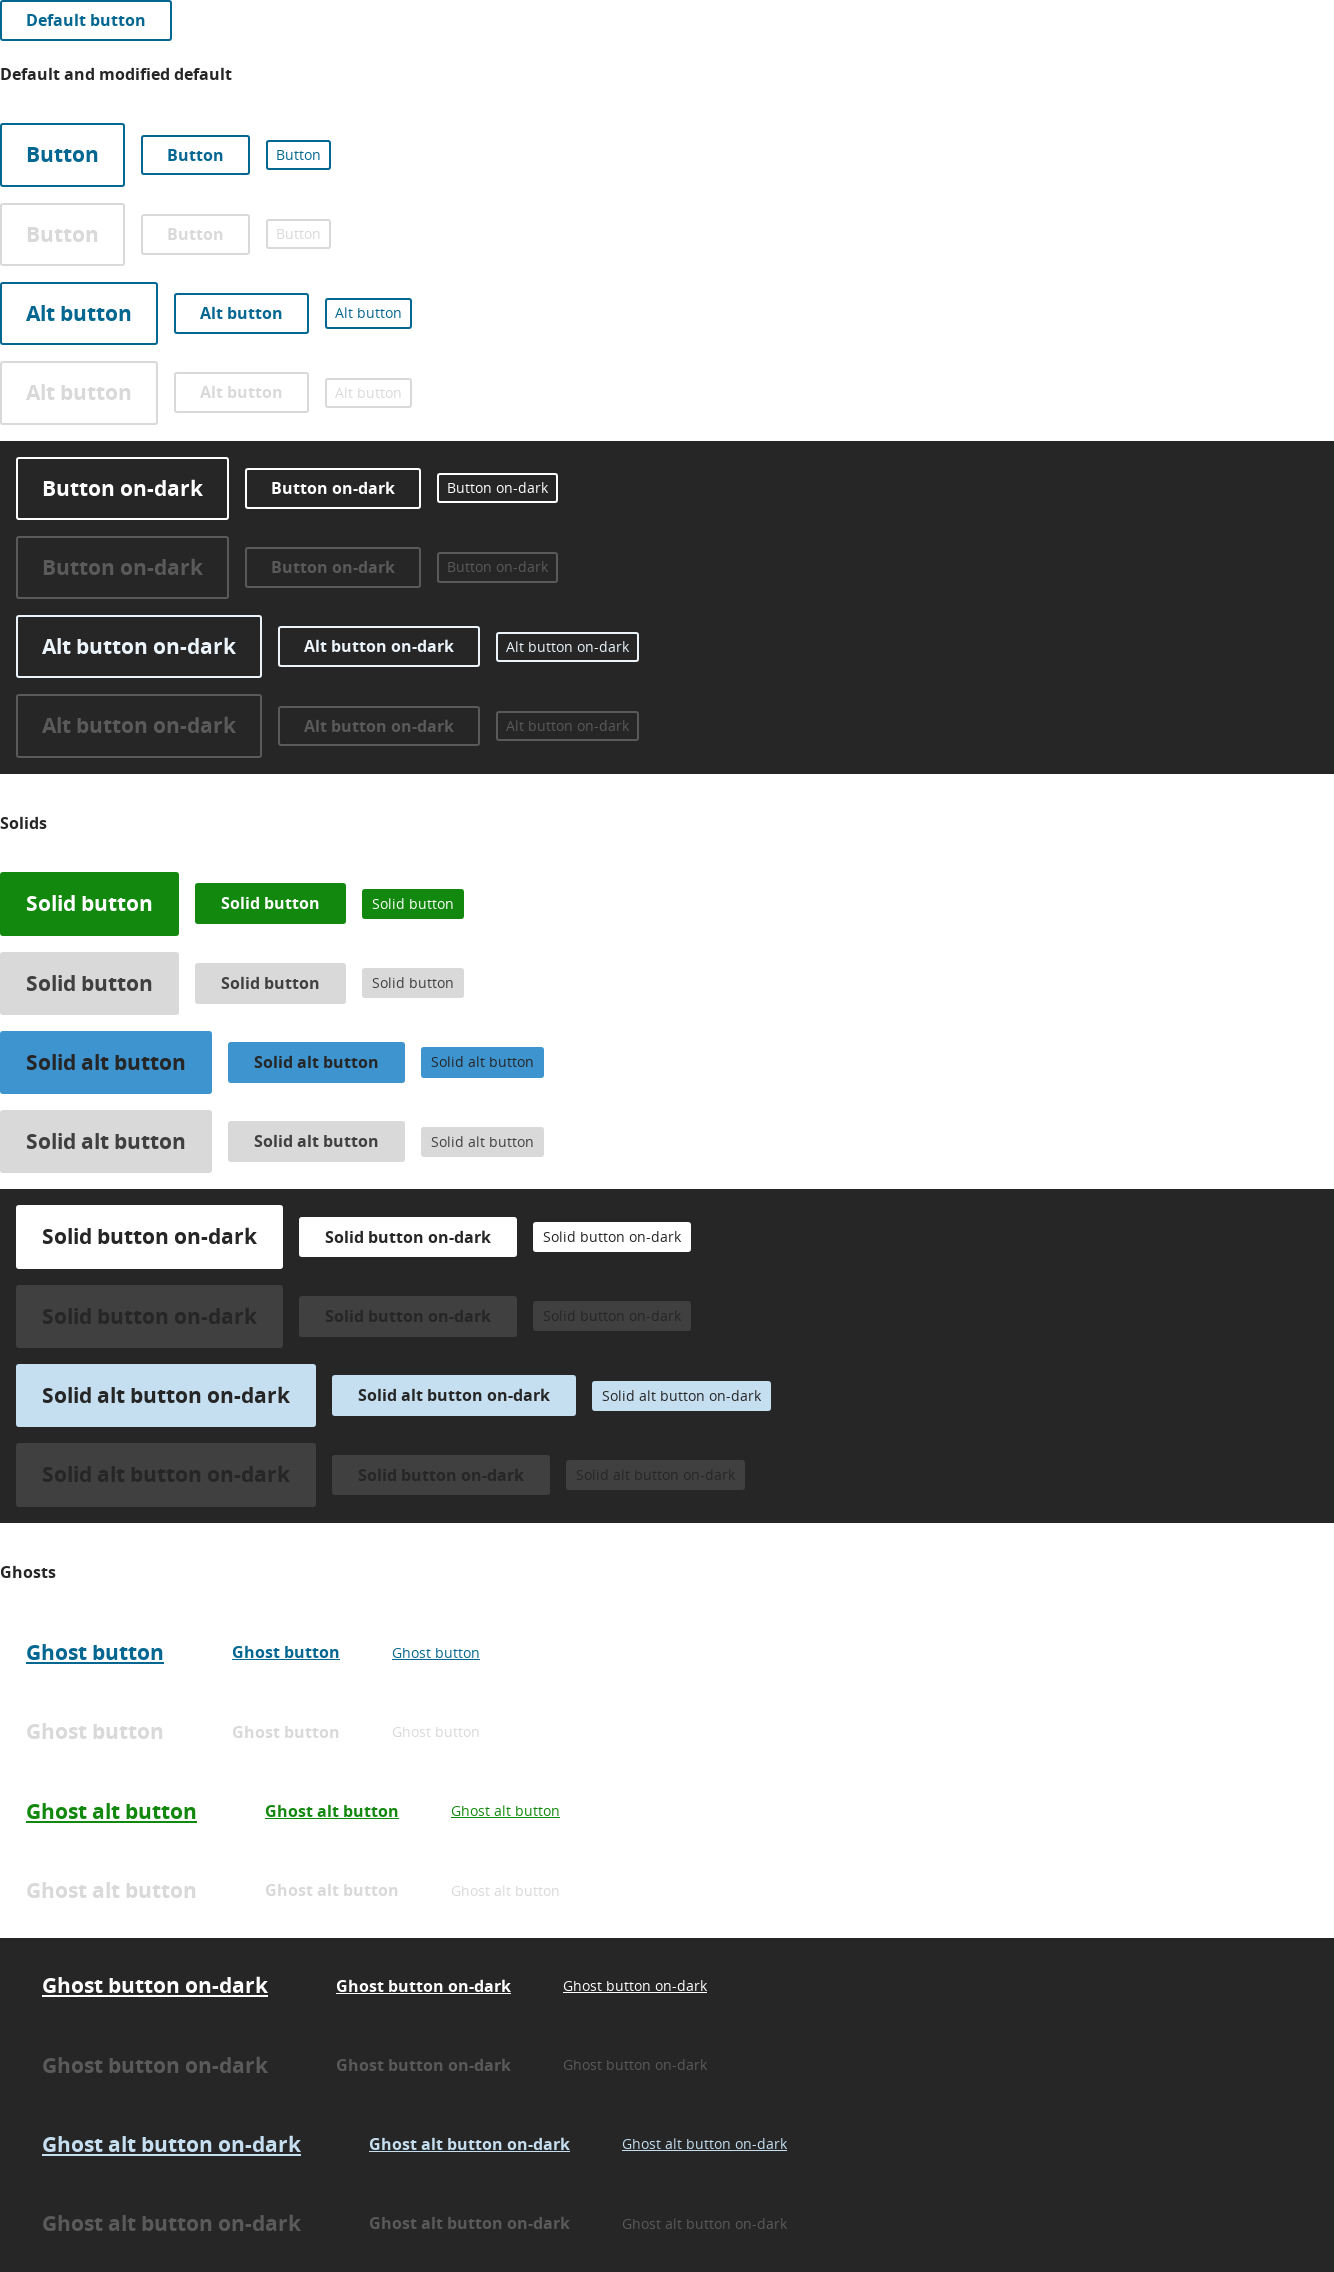 Default button
Default and modified default
Button Button Button
Button Button Button
Alt button Alt button Alt button
Alt button Alt button Alt button
Button on-dark Button on-dark Button on-dark
Button on-dark Button on-dark Button on-dark
Alt button on-dark Alt button on-dark Alt button on-dark
Alt button on-dark Alt button on-dark Alt button on-dark
Solids
Solid button Solid button Solid button
Solid button Solid button Solid button
Solid alt button Solid alt button Solid alt button
Solid alt button Solid alt button Solid alt button
Solid button on-dark Solid button on-dark Solid button on-dark
Solid button on-dark Solid button on-dark Solid button on-dark
Solid alt button on-dark Solid alt button on-dark Solid alt button on-dark
Solid alt button on-dark Solid button on-dark Solid alt button on-dark
Ghosts
Ghost button Ghost button Ghost button
Ghost button Ghost button Ghost button
Ghost alt button Ghost alt button Ghost alt button
Ghost alt button Ghost alt button Ghost alt button
Ghost button on-dark Ghost button on-dark Ghost button on-dark
Ghost button on-dark Ghost button on-dark Ghost button on-dark
Ghost alt button on-dark Ghost alt button on-dark Ghost alt button on-dark
Ghost alt button on-dark Ghost alt button on-dark Ghost alt button on-dark